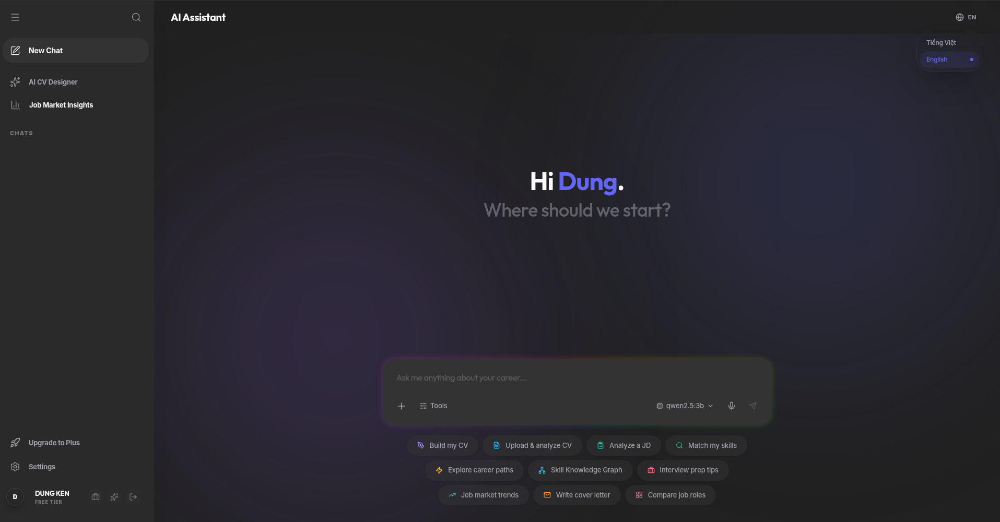 AI Assistant
EN
Tiếng Việt
English
New Chat
AI CV Designer
Job Market Insights
CHATS
Hi Dung.
Where should we start?
Ask me anything about your career...
Tools
qwen2.5:3b
Build my CV
Upload & analyze CV
Analyze a JD
Match my skills
Explore career paths
Skill Knowledge Graph
Interview prep tips
Job market trends
Write cover letter
Compare job roles
Upgrade to Plus
Settings
D
DUNG KEN
FREE TIER